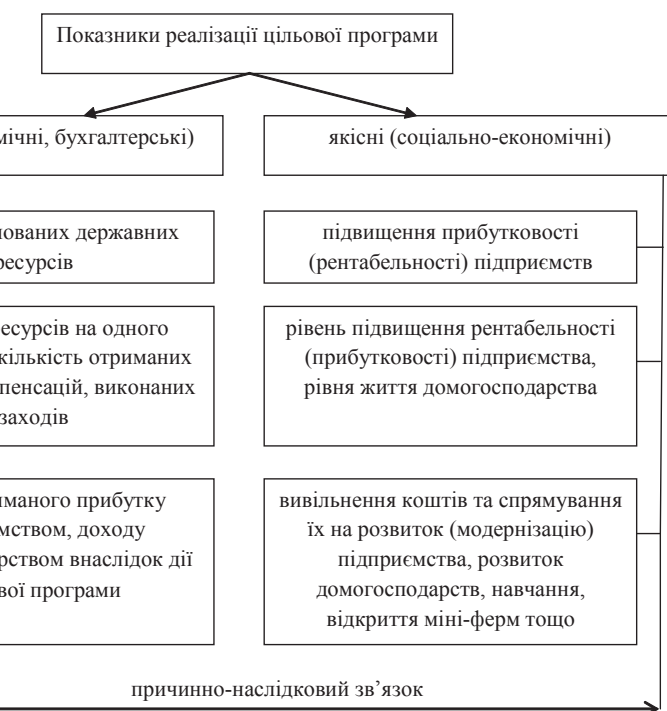 Показники реалізації цільової програми
мічні, бухгалтерські)
якісні (соціально-економічні)
нованих державних
ресурсів
підвищення прибутковості
(рентабельності) підприємств
есурсів на одного
кількість отриманих
пенсацій, виконаних
заходів
рівень підвищення рентабельності
(прибутковості) підприємства,
рівня життя домогосподарства
иманого прибутку
мством, доходу
рством внаслідок дії
вої програми
вивільнення коштів та спрямування
їх на розвиток (модернізацію)
підприємства, розвиток
домогосподарств, навчання,
відкриття міні-ферм тощо
причинно-наслідковий зв’язок